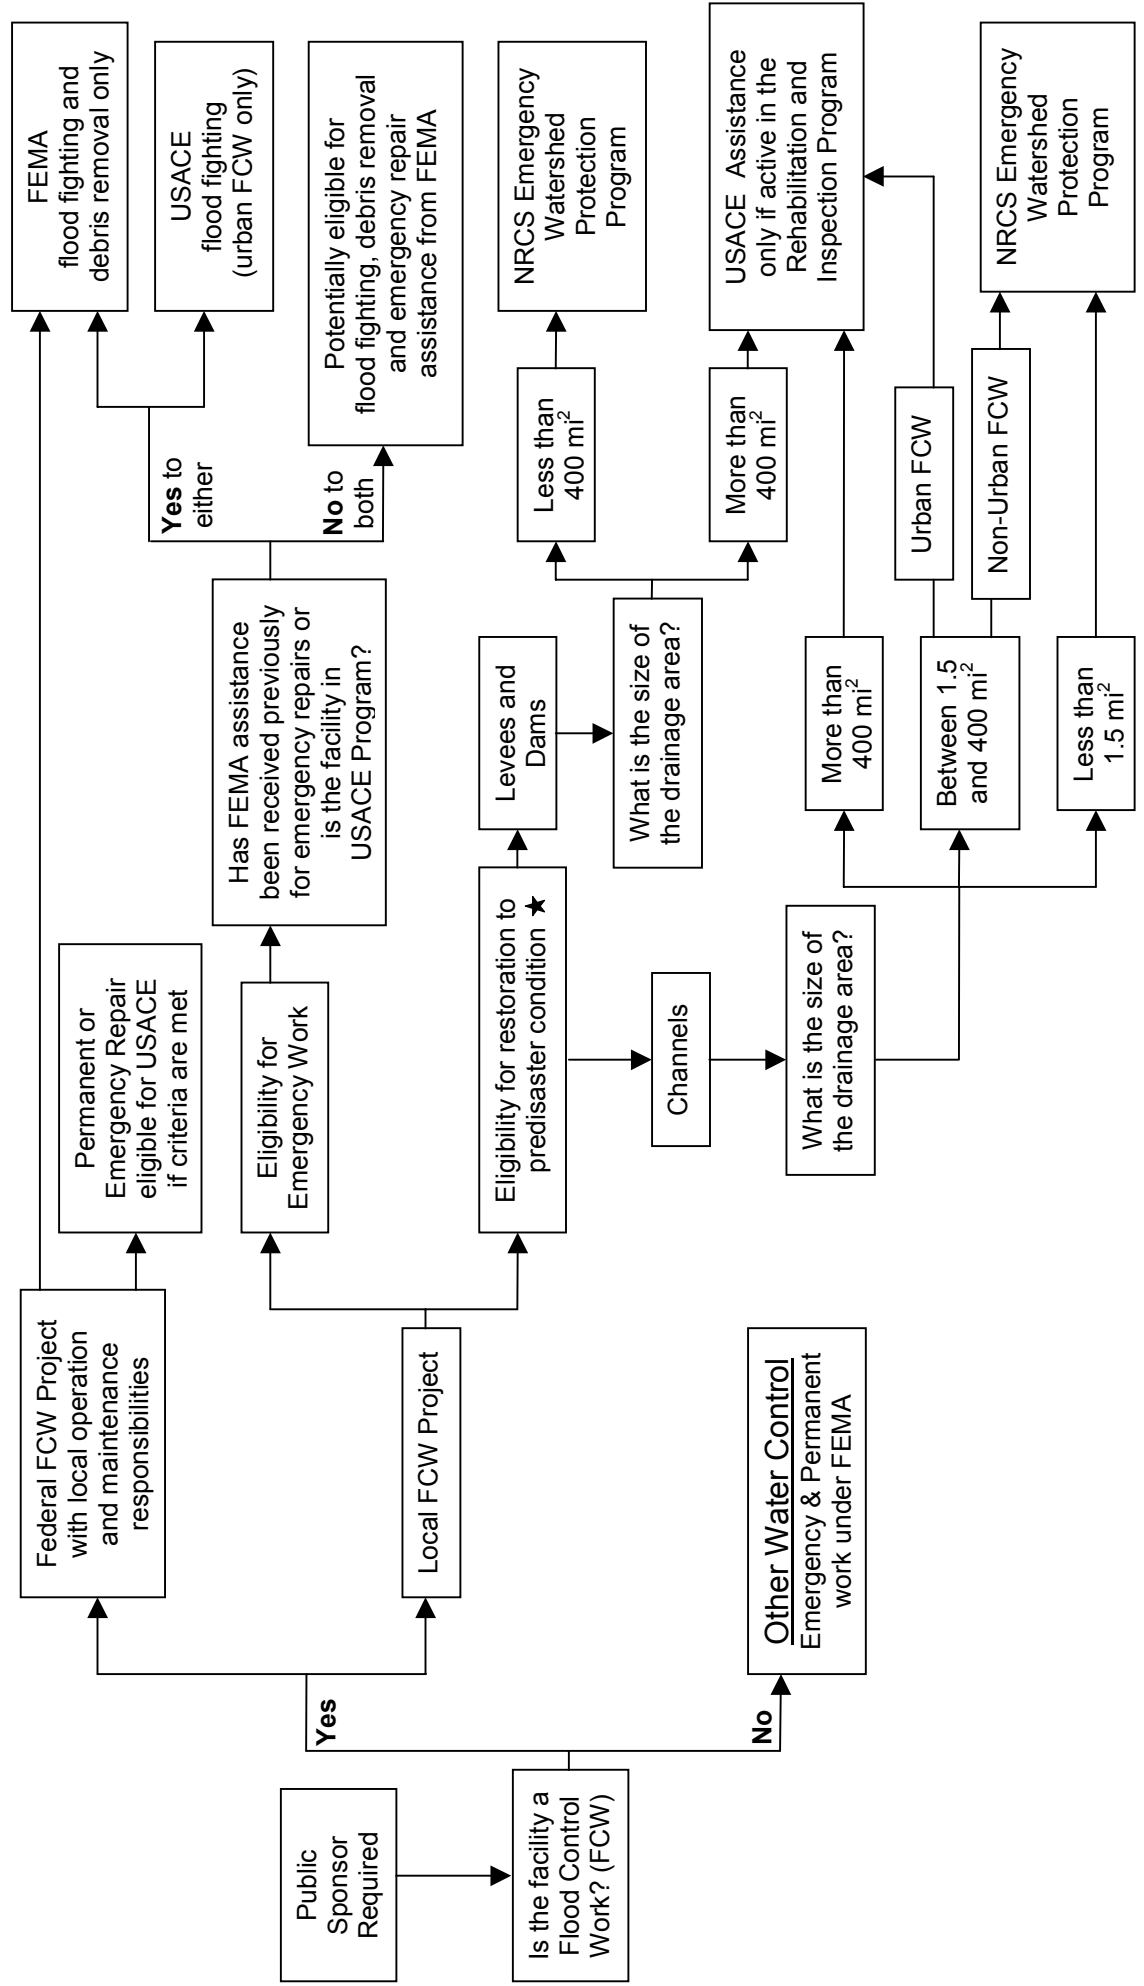 Public
Sponsor
Required
Is the facility a
Flood Control
Work? (FCW)
Yes
No
Federal FCW Project
with local operation
and maintenance
responsibilities
Local FCW Project
Other Water Control
Emergency & Permanent
work under FEMA
Permanent or
Emergency Repair
eligible for USACE
if criteria are met
Eligibility for
Emergency Work
Eligibility for restoration to
predisaster condition ★
Channels
What is the size of
the drainage area?
Has FEMA assistance
been received previously
for emergency repairs or
is the facility in
USACE Program?
Levees and
Dams
What is the size of
the drainage area?
More than
400 mi²
Between 1.5
and 400 mi²
Less than
1.5 mi²
Yes to
either
No to
both
Less than
400 mi²
More than
400 mi²
Urban FCW
Non-Urban FCW
FEMA
flood fighting and
debris removal only
USACE
flood fighting
(urban FCW only)
Potentially eligible for
flood fighting, debris removal
and emergency repair
assistance from FEMA
NRCS Emergency
Watershed
Protection
Program
USACE Assistance
only if active in the
Rehabilitation and
Inspection Program
NRCS Emergency
Watershed
Protection
Program